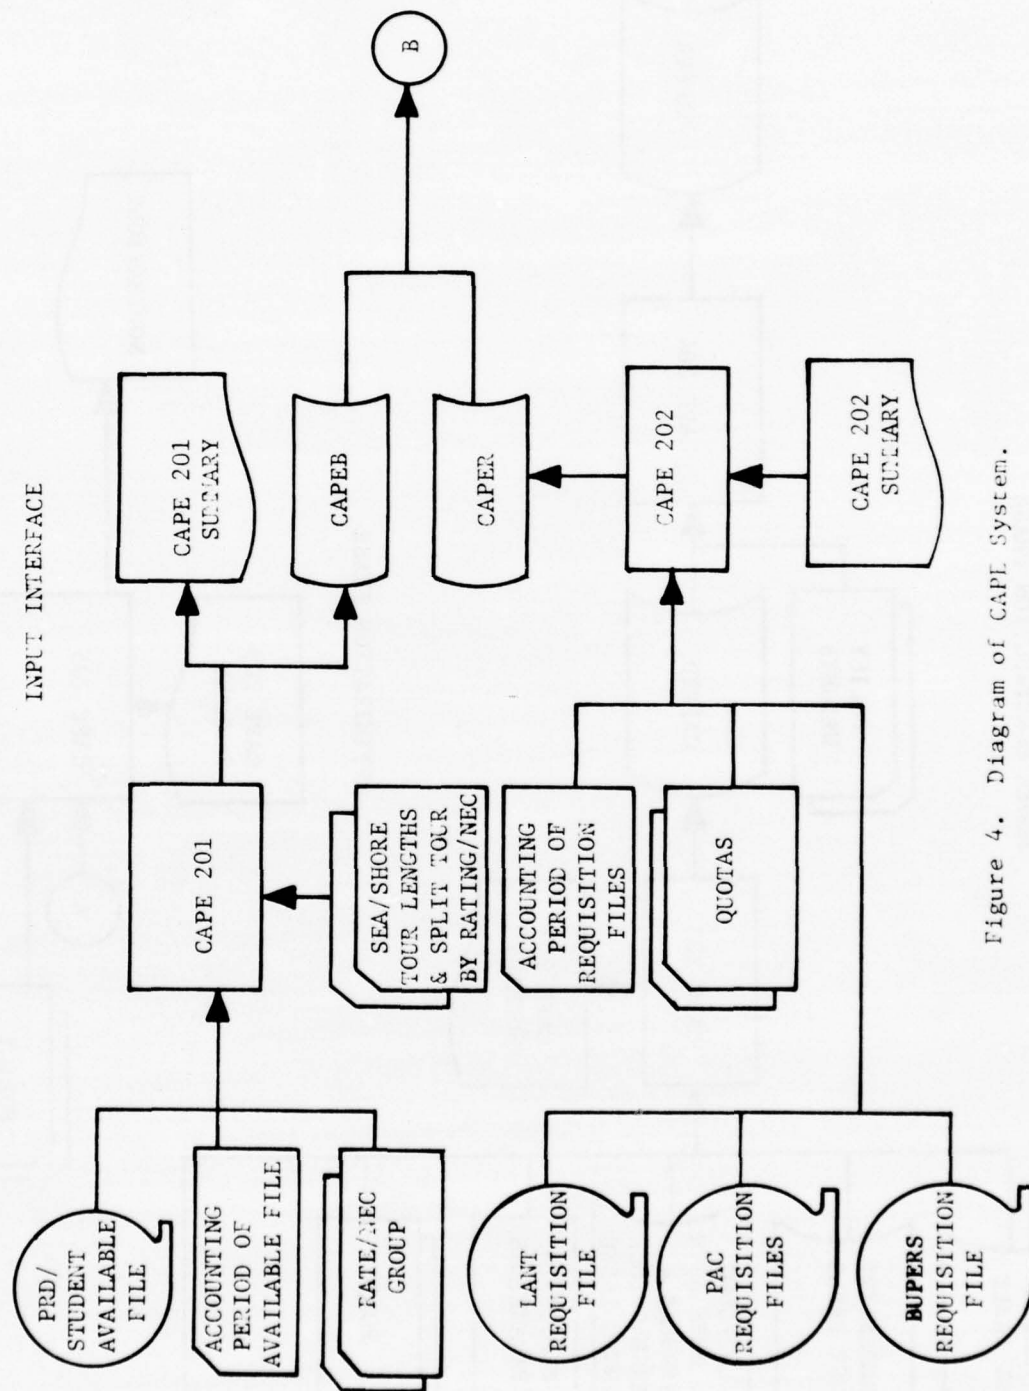 INPUT INTERFACE
PRD/
STUDENT
AVAILABLE
FILE
ACCOUNTING
PERIOD OF
AVAILABLE FILE
RATE/NEC
GROUP
CAPE 201
SEA/SHORE
TOUR LENGTHS
& SPLIT TOUR
BY RATING/NEC
CAPE 201
SUMMARY
CAPEB
CAPER
B
LANT
REQUISITION
FILE
PAC
REQUISITION
FILES
BUPERS
REQUISITION
FILE
ACCOUNTING
PERIOD OF
REQUISITION
FILES
QUOTAS
CAPE 202
CAPE 202
SUMMARY
Figure 4. Diagram of CAPE System.